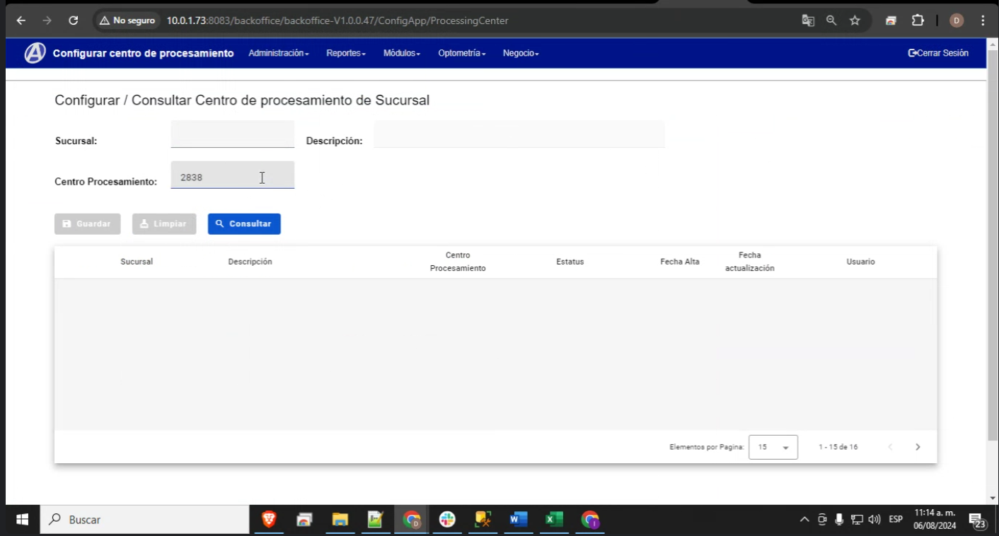 No seguro 10.0.1.73:8083/backoffice/backoffice-V1.0.0.47/ConfigApp/ProcessingCenter D
A Configurar centro de procesamiento Administración Reportes Módulos Optometría Negocio Cerrar Sesión
Configurar / Consultar Centro de procesamiento de Sucursal
Sucursal: Descripción:
Centro Procesamiento: 2838
Guardar Limpiar Consultar
Sucursal Descripción Centro Procesamiento Estatus Fecha Alta Fecha actualización Usuario
Elementos por Pagina: 15 1 - 15 de 16
Buscar ESP 11:14 a. m.
06/08/2024 23